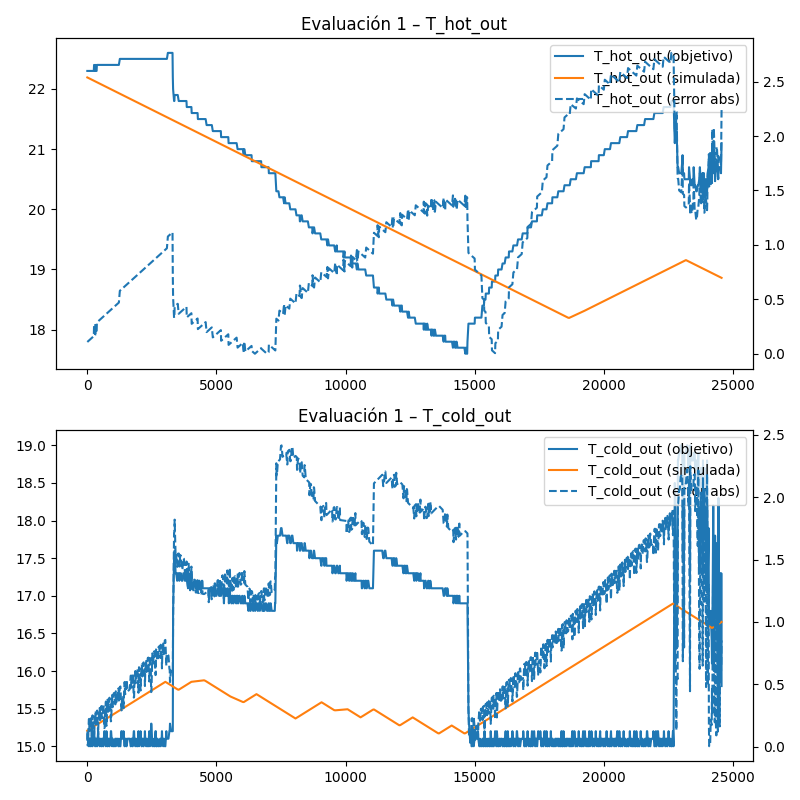 Evaluación 1 – T_hot_out
T_hot_out (objetivo)
T_hot_out (simulada)
T_hot_out (error abs)
22
21
20
19
18
2.5
2.0
1.5
1.0
0.5
0.0
0 5000 10000 15000 20000 25000
Evaluación 1 – T_cold_out
T_cold_out (objetivo)
T_cold_out (simulada)
T_cold_out (error abs)
19.0
18.5
18.0
17.5
17.0
16.5
16.0
15.5
15.0
2.5
2.0
1.5
1.0
0.5
0.0
0 5000 10000 15000 20000 25000